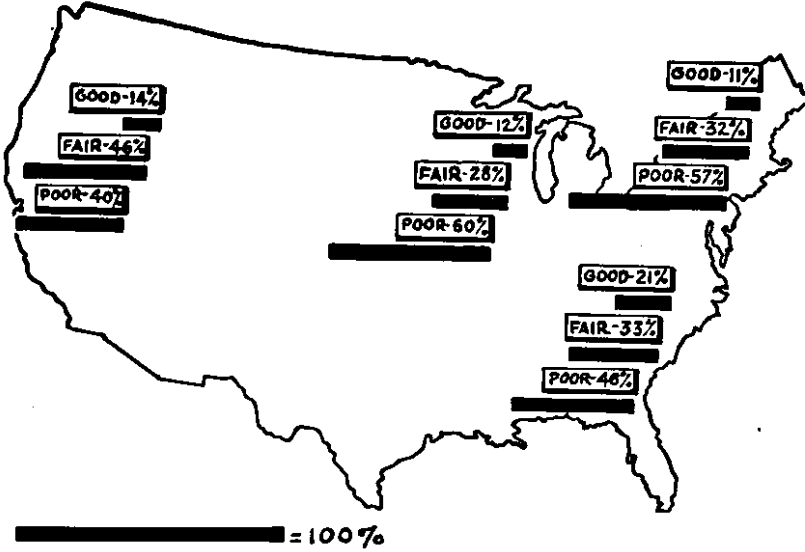 GOOD-14%
FAIR-46%
POOR-40%
GOOD-12%
FAIR-28%
POOR-60%
GOOD-11%
FAIR-32%
POOR-57%
GOOD-21%
FAIR-33%
POOR-46%
=100%